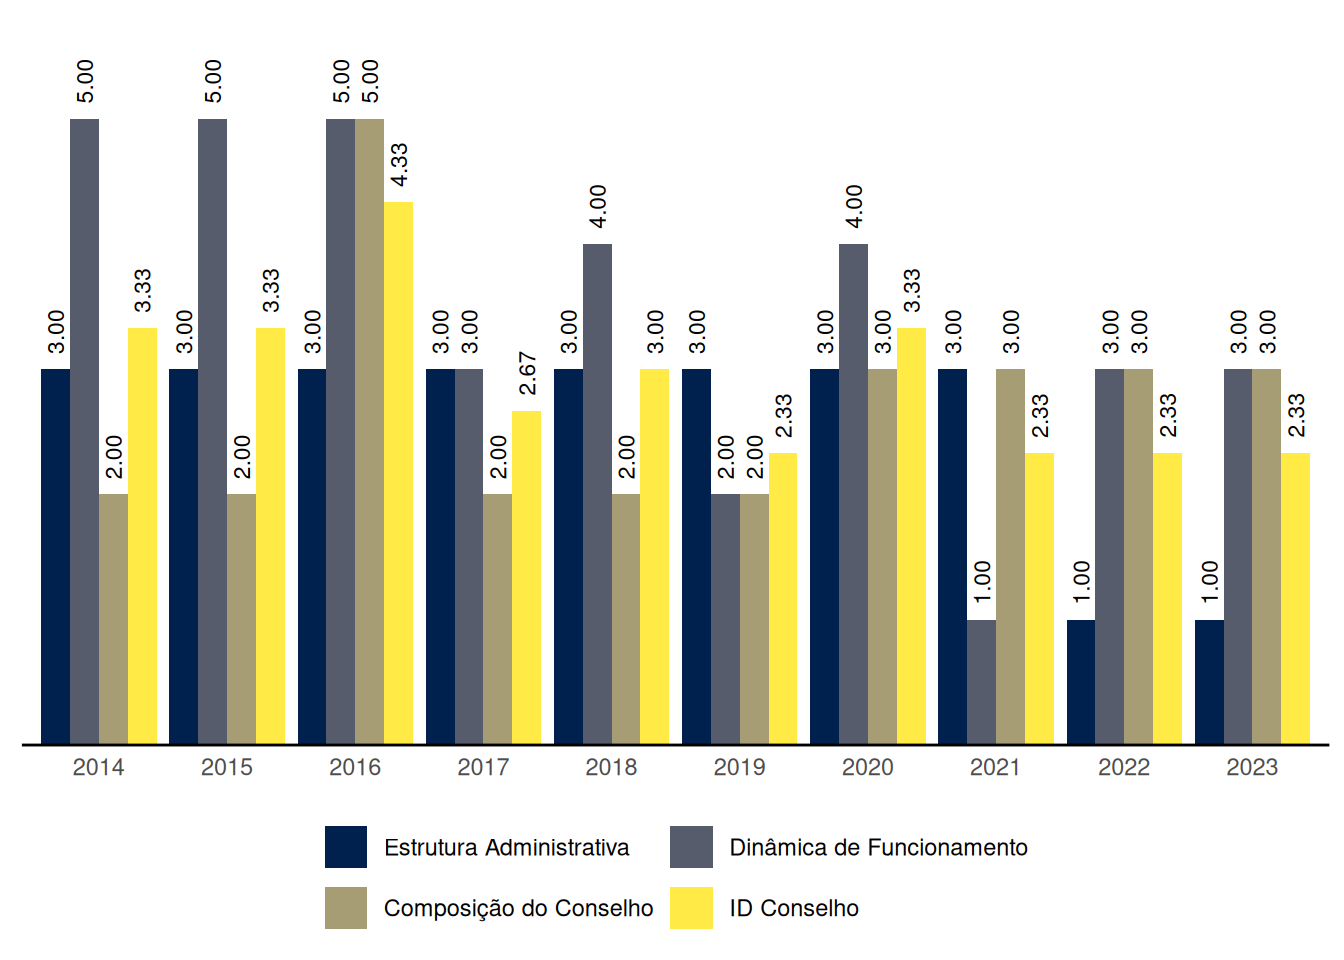 3.00 5.00 2.00 3.33
3.00 5.00 2.00 3.33
3.00 5.00 5.00 4.33
3.00 3.00 2.00 2.67
3.00 4.00 2.00 3.00
3.00 2.00 2.00 2.33
3.00 4.00 3.00 3.33
3.00 1.00 3.00 2.33
1.00 3.00 3.00 2.33
1.00 3.00 3.00 2.33
2014 2015 2016 2017 2018 2019 2020 2021 2022 2023
Estrutura Administrativa Dinâmica de Funcionamento
Composição do Conselho ID Conselho